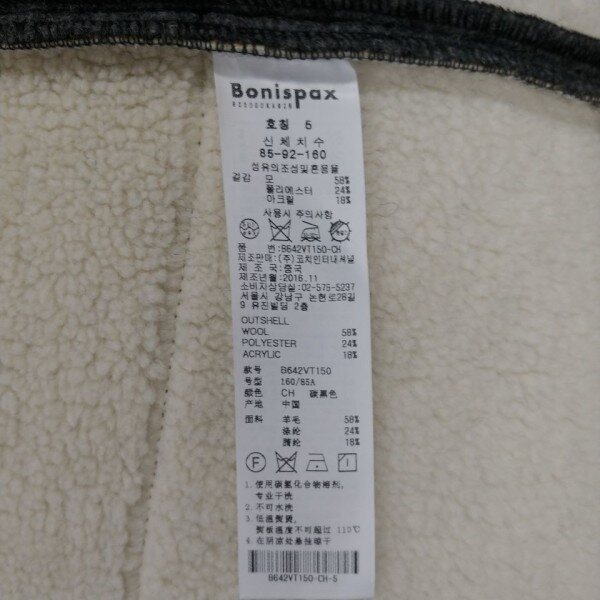 Bonispax
호칭 5
신체치수
85-92-160
섬유의조성및혼용율
겉감 모 58%
폴리에스터 24%
아크릴 18%
사용시 주의사항
품 번:B642VT150-CH
제조판매:(주)코치인터내셔널
제 조 국:중국
제조년월:2016.11
소비자상담실:02-575-5237
서울시 강남구 논현로28길
9 유진빌딩 2층
OUTSHELL
WOOL 58%
POLYESTER 24%
ACRYLIC 18%
款号 B642VT150
号型 160/85A
颜色 CH 碳黑色
产地 中国
面料 羊毛 58%
涤纶 24%
腈纶 18%
F
1.使用碳氢化合物溶剂,
专业干洗
2.不可水洗
3.低温熨烫,
熨板温度不可超过 110℃
4.在阴凉处悬挂晾干
B642VT150-CH-5